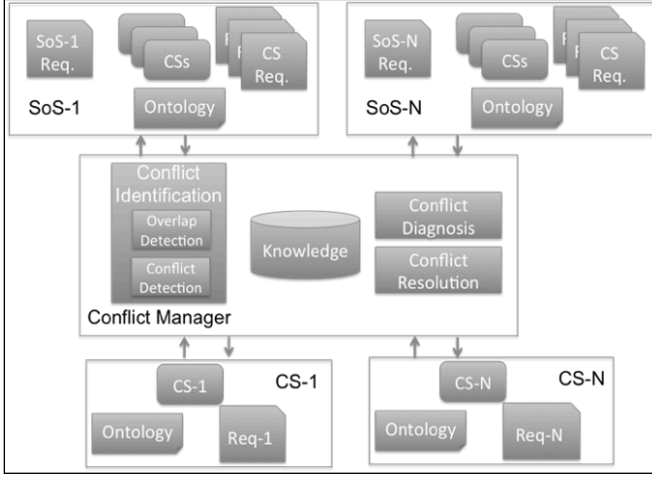 SoS-1
Req.
CSs
CS
Req.
Ontology
SoS-1
SoS-N
Req.
CSs
CS
Req.
Ontology
SoS-N
Conflict
Identification
Overlap
Detection
Conflict
Detection
Conflict Manager
Knowledge
Conflict
Diagnosis
Conflict
Resolution
CS-1
CS-1
Ontology
Req-1
CS-N
CS-N
Ontology
Req-N